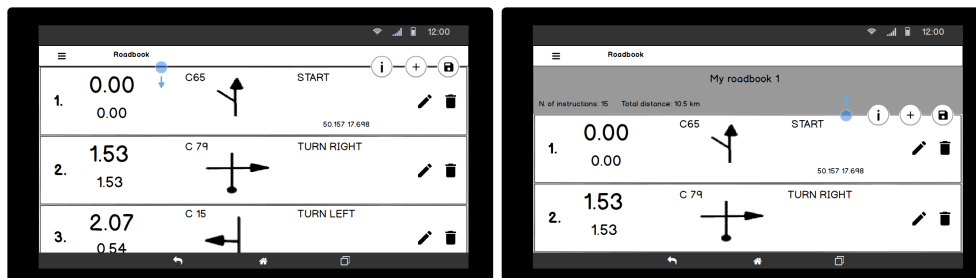 12:00
Roadbook
i
+
0.00
C65
START
1.
0.00
50.157 17.698
1.53
C 79
TURN RIGHT
2.
1.53
2.07
C 15
TURN LEFT
3.
0.54
12:00
Roadbook
My roadbook 1
N. of instructions: 15 Total distance: 10.5 km
i
+
0.00
C65
START
1.
0.00
50.157 17.698
1.53
C 79
TURN RIGHT
2.
1.53